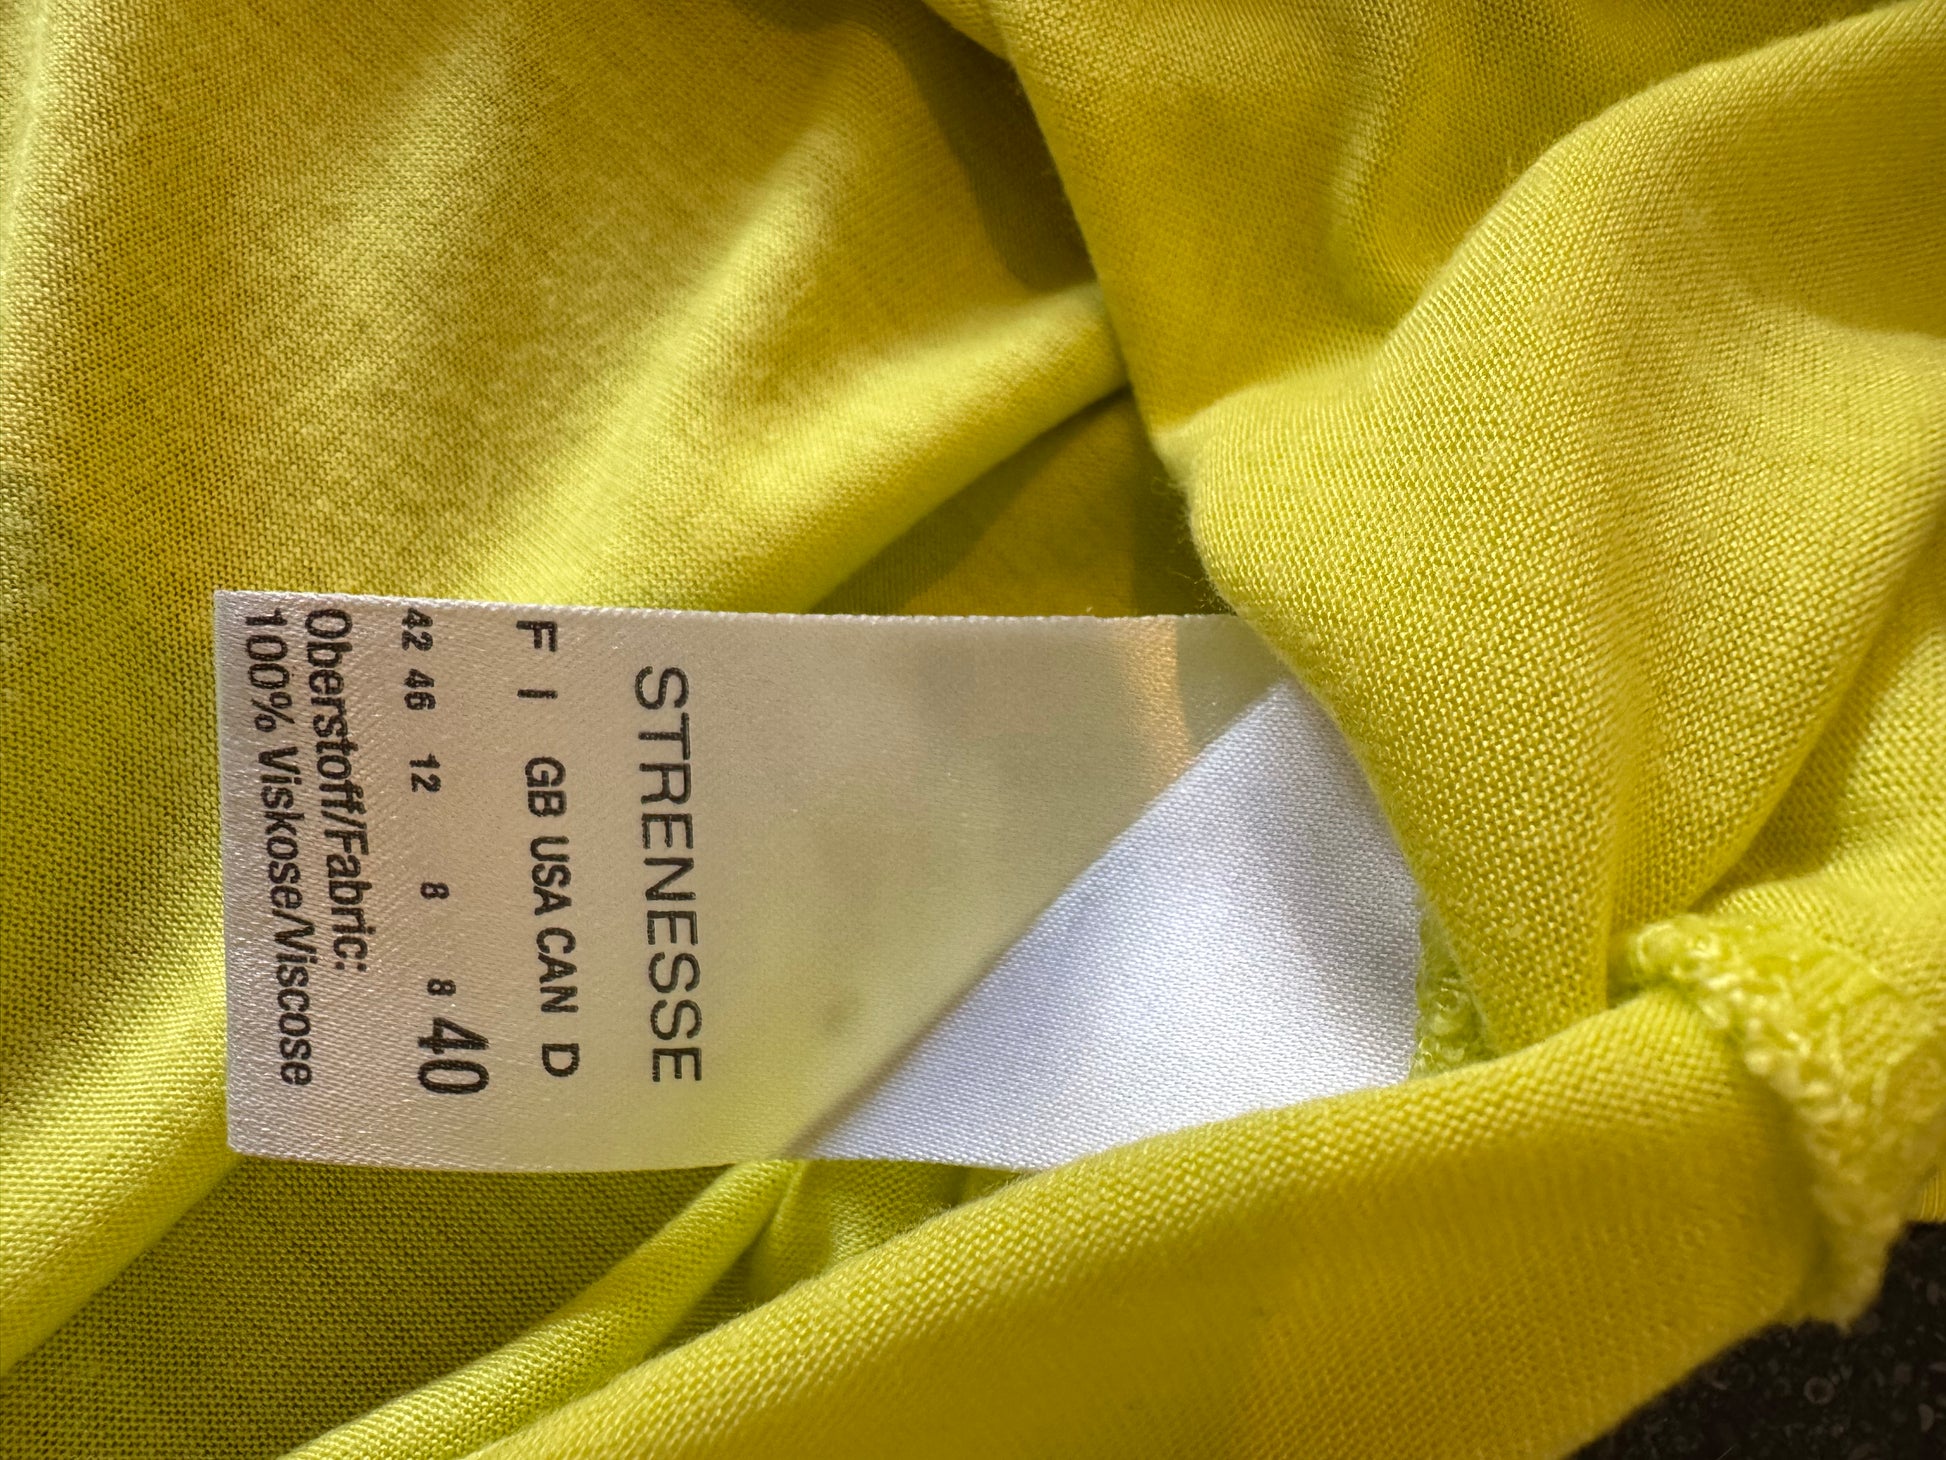 STRENESSE
F I GB USA CAN D
42 46 12 8 8 40
Oberstoff/Fabric:
100% Viskose/Viscose